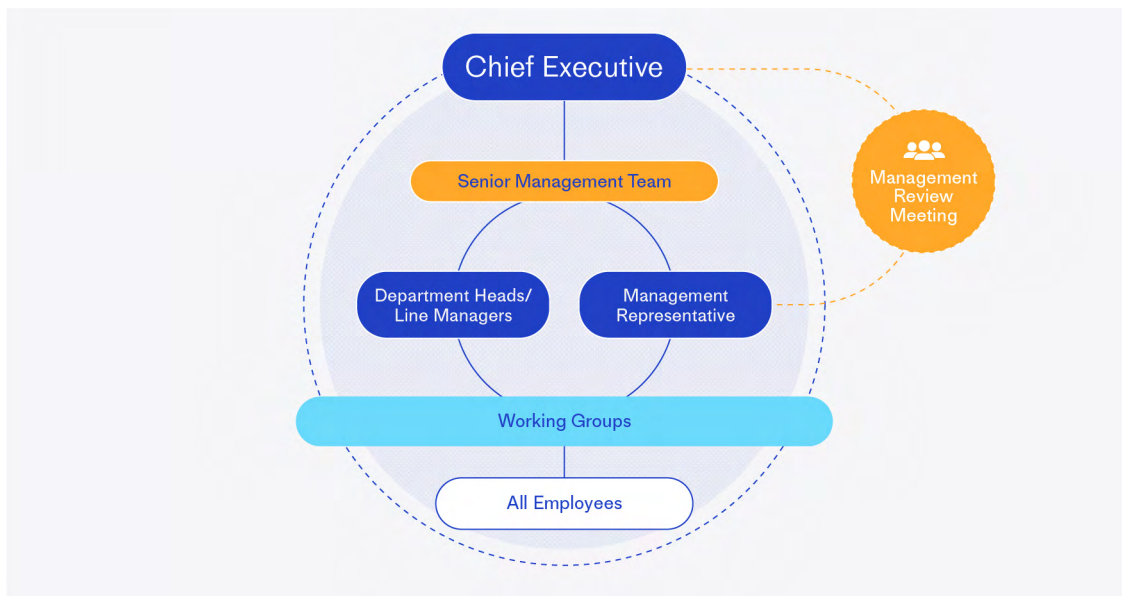 Chief Executive
Senior Management Team
Management
Review
Meeting
Department Heads/
Line Managers
Management
Representative
Working Groups
All Employees